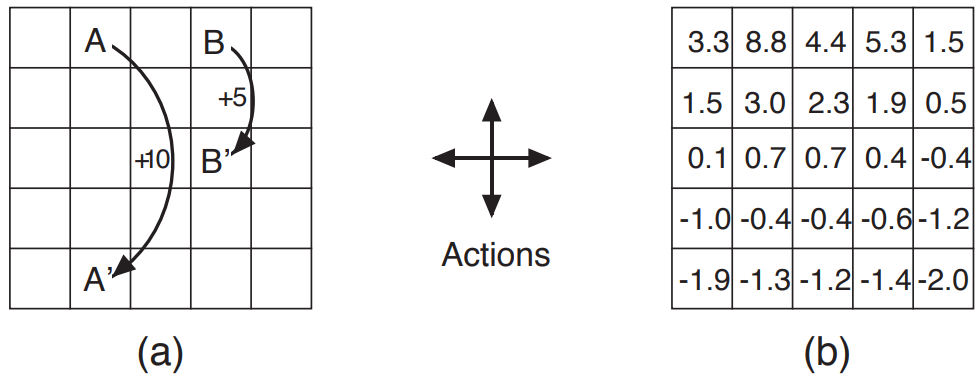 A B
+5
+10 B’
A’
Actions
(a)
3.3 8.8 4.4 5.3 1.5
1.5 3.0 2.3 1.9 0.5
0.1 0.7 0.7 0.4 -0.4
-1.0 -0.4 -0.4 -0.6 -1.2
-1.9 -1.3 -1.2 -1.4 -2.0
(b)